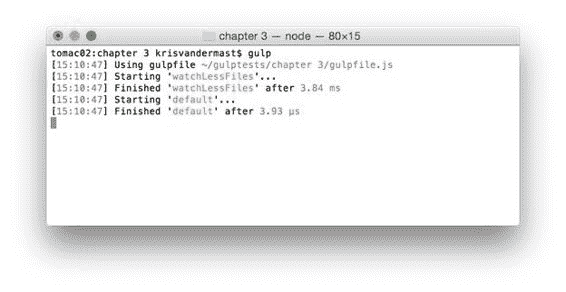 chapter 3 — node — 80×15
tomac02:chapter 3 krisvandermast$ gulp
[15:10:47] Using gulpfile ~/gulptests/chapter 3/gulpfile.js
[15:10:47] Starting 'watchLessFiles'...
[15:10:47] Finished 'watchLessFiles' after 3.84 ms
[15:10:47] Starting 'default'...
[15:10:47] Finished 'default' after 3.93 μs